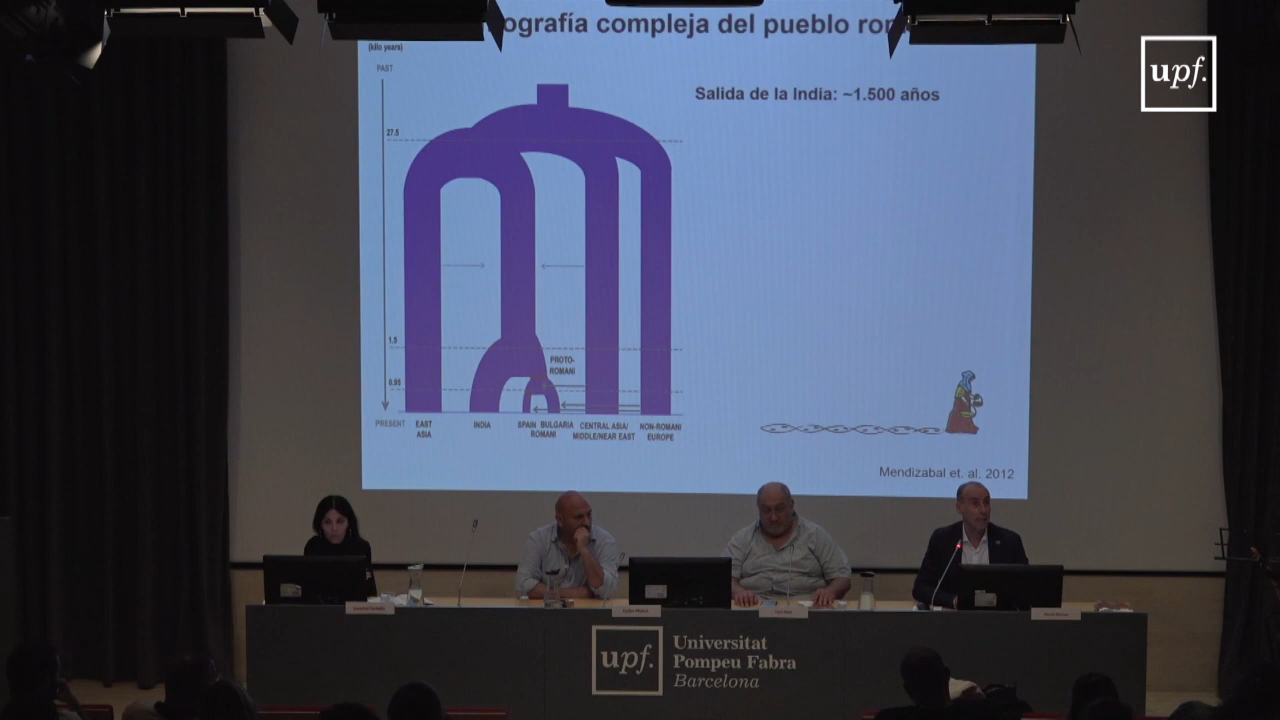 ografía compleja del pueblo rom
(kilo years)
PAST
Salida de la India: ~1.500 años
27.5
1.5
PROTO-
ROMANI
0.95
PRESENT
EAST
ASIA
INDIA
SPAIN BULGARIA
ROMANI
CENTRAL ASIA/
MIDDLE/NEAR EAST
NON-ROMANI
EUROPE
Mendizabal et. al. 2012
upf.
upf.
Universitat
Pompeu Fabra
Barcelona